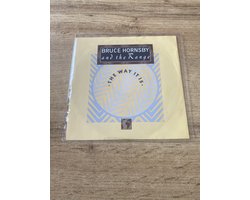 BRUCE HORNSBY
and the Range
·THE WAY IT IS·